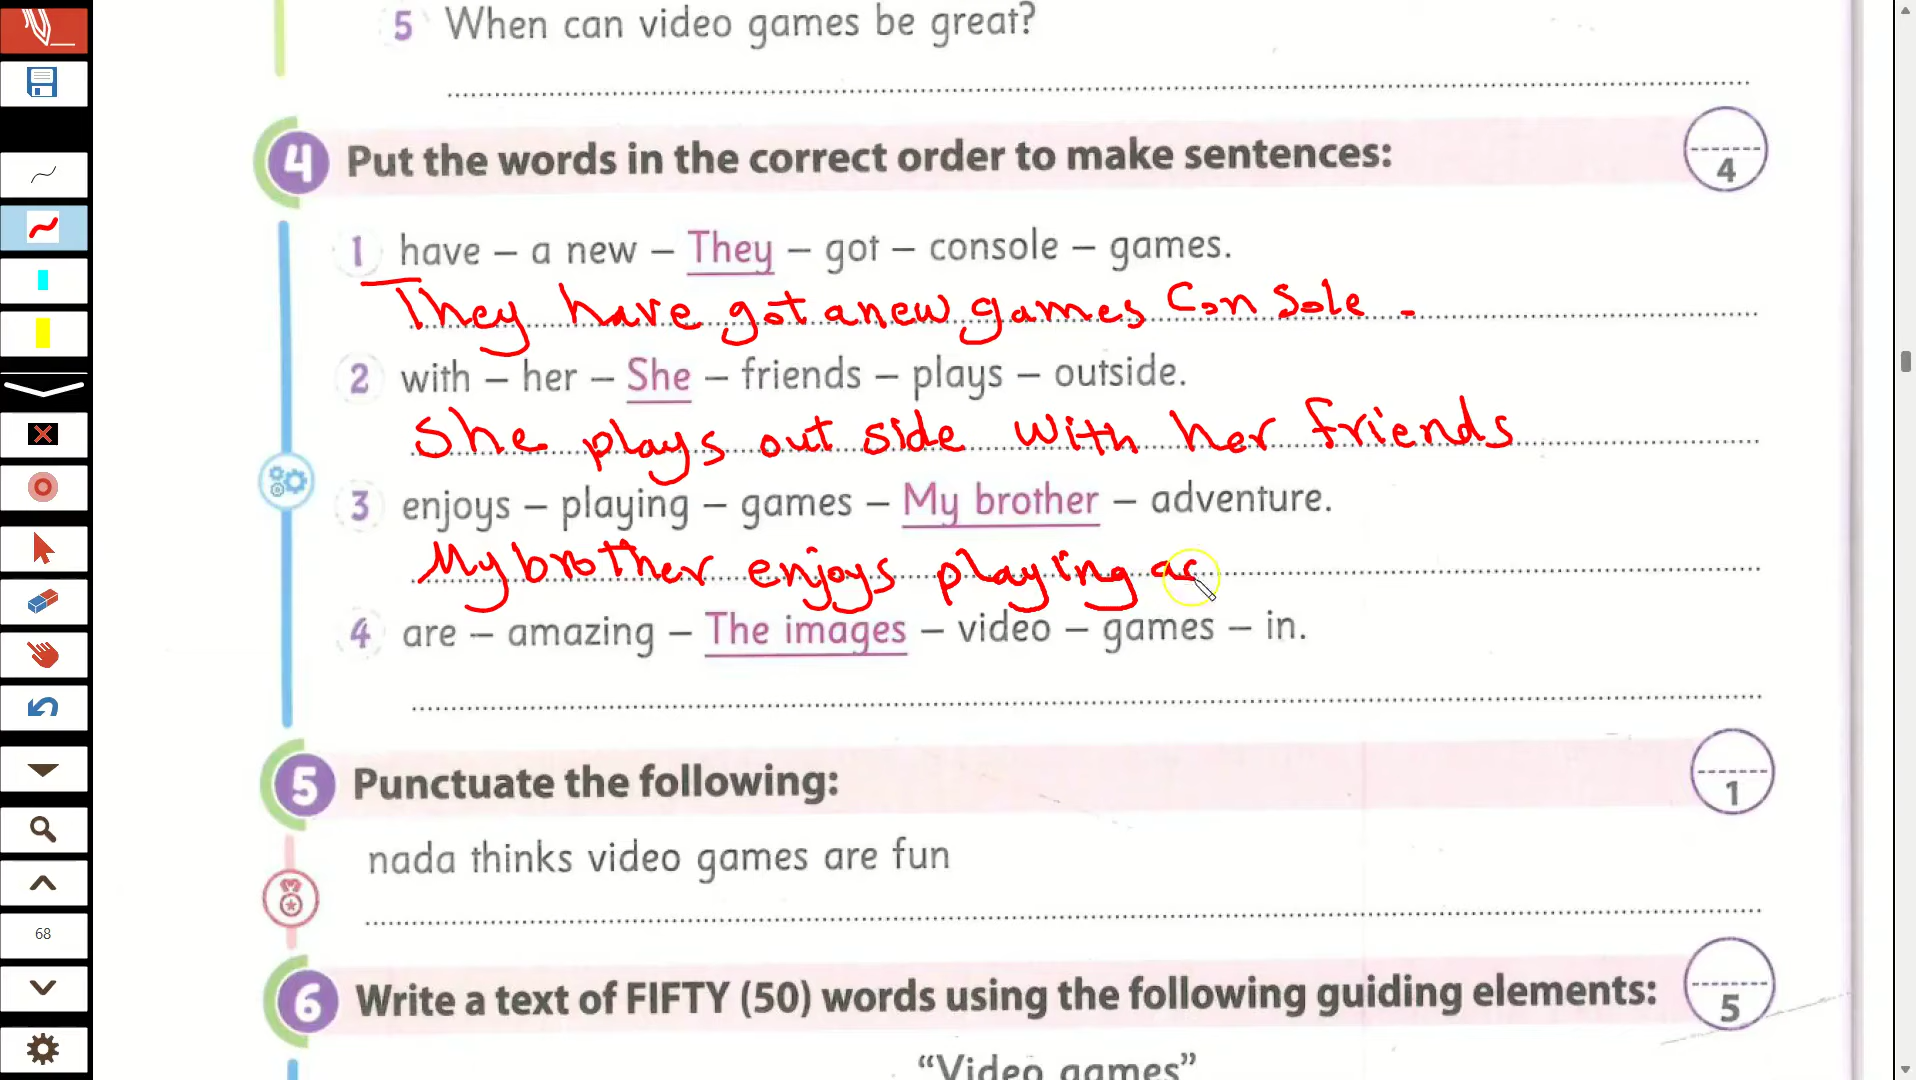 5 When can video games be great?
4 Put the words in the correct order to make sentences:
4
1 have – a new – They – got – console – games.
They have got a new games Console .
2 with – her – She – friends – plays – outside.
She plays out side with her friends
3 enjoys – playing – games – My brother – adventure.
My brother enjoys playing
4 are – amazing – The images – video – games – in.
5 Punctuate the following:
1
nada thinks video games are fun
68
6 Write a text of FIFTY (50) words using the following guiding elements:
5
“Video games”